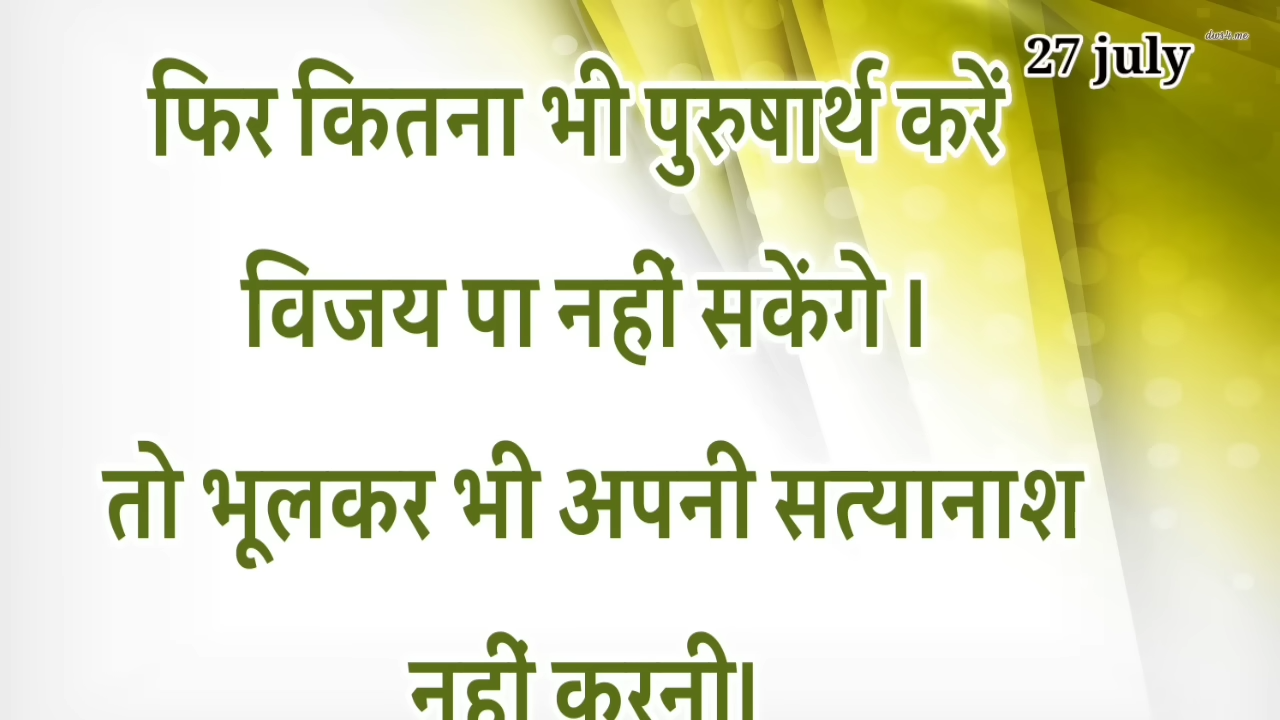 27 july
फिर कितना भी पुरुषार्थ करें
विजय पा नहीं सकेंगे ।
तो भूलकर भी अपनी सत्यानाश
नहीं करनी।